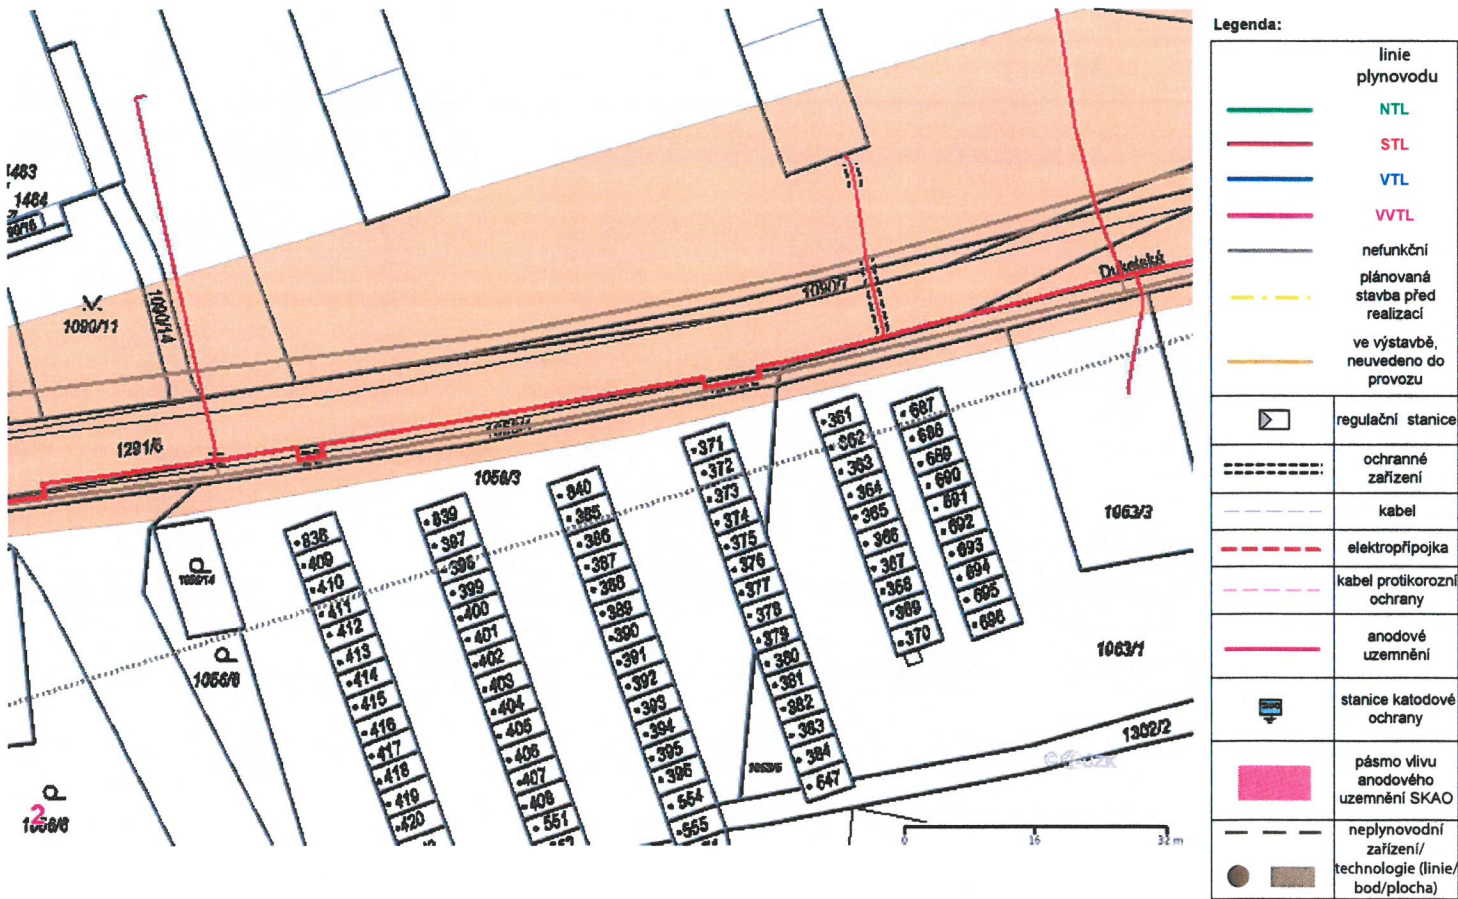 Legenda:
linie
plynovodu
NTL
STL
VTL
VVTL
nefunkční
plánovaná
stavba před
realizací
ve výstavbě,
neuvedeno do
provozu
regulační stanice
ochranné
zařízení
kabel
elektropřípojka
kabel protikorozní
ochrany
anodové
uzemnění
stanice katodové
ochrany
pásmo vlivu
anodového
uzemnění SKAO
neplynovodní
zařízení/
technologie (linie/
bod/plocha)
1463
1464
1090/11
1090/14
1291/6
1090/7
Dukelská
1056/3
1063/3
1063/1
1302/2
1056/6
2
P
P
P
838
409
410
411
412
413
414
415
416
417
418
419
420
839
397
398
399
400
401
402
403
404
405
406
407
408
551
840
385
386
387
388
389
390
391
392
393
394
395
396
554
555
371
372
373
374
375
376
377
378
379
380
381
382
383
384
647
361
362
363
364
365
366
367
368
369
370
687
688
689
690
691
692
693
694
695
696
0
16
32 m